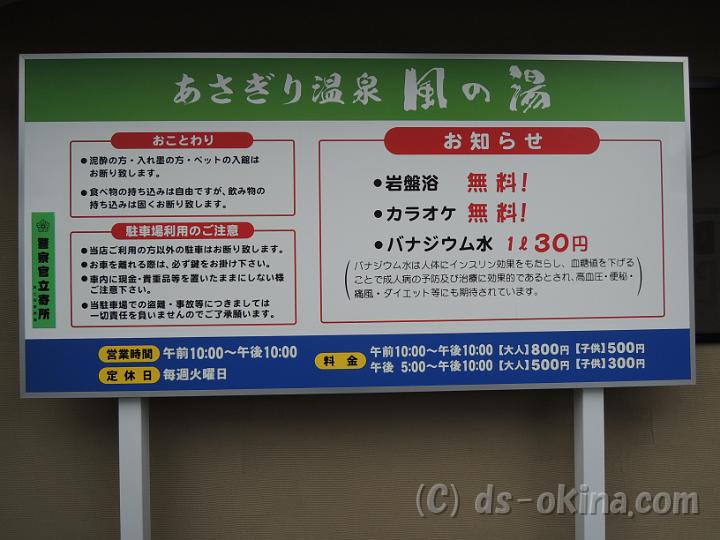 あさぎり温泉 風の湯
おことわり
●泥酔の方・入れ墨の方・ペットの入館は
お断り致します。
●食べ物の持ち込みは自由ですが、飲み物の
持ち込みは固くお断り致します。
駐車場利用のご注意
●当店ご利用の方以外の駐車はお断り致します。
●お車を離れる際は、必ず鍵をお掛け下さい。
●車内に現金・貴重品等を置いたままにしない様
ご注意下さい。
●当駐車場での盗難・事故等につきましては
一切責任を負いませんのでご了承願います。
警察官立寄所
お知らせ
●岩盤浴 無料!
●カラオケ 無料!
●バナジウム水 1ℓ30円
(バナジウム水は人体にインスリン効果をもたらし、血糖値を下げる
ことで成人病の予防及び治療に効果的であるとされ、高血圧・便秘・
痛風・ダイエット等にも期待されています。)
営業時間 午前10:00〜午後10:00
定休日 毎週火曜日
料金 午前10:00〜午後10:00【大人】800円【子供】500円
午後 5:00〜午後10:00【大人】500円【子供】300円
(C) ds-okina.com